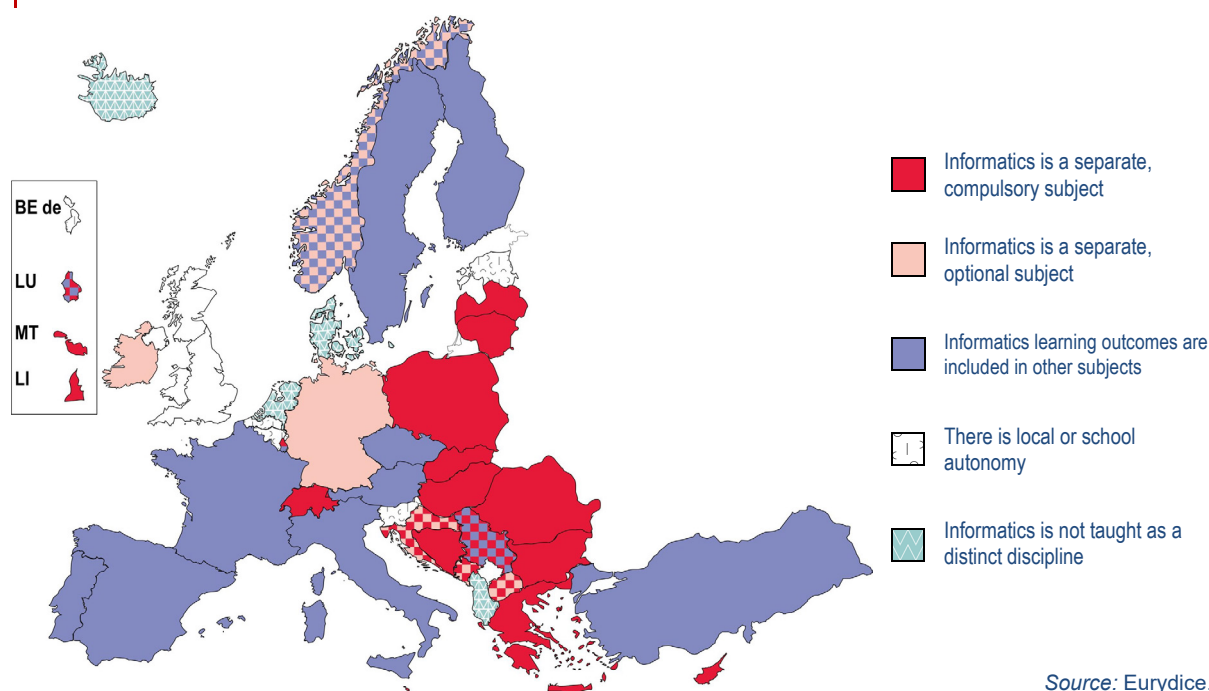 BE de
LU
MT
LI
Informatics is a separate,
compulsory subject
Informatics is a separate,
optional subject
Informatics learning outcomes are
included in other subjects
There is local or school
autonomy
Informatics is not taught as a
distinct discipline
Source: Eurydice.